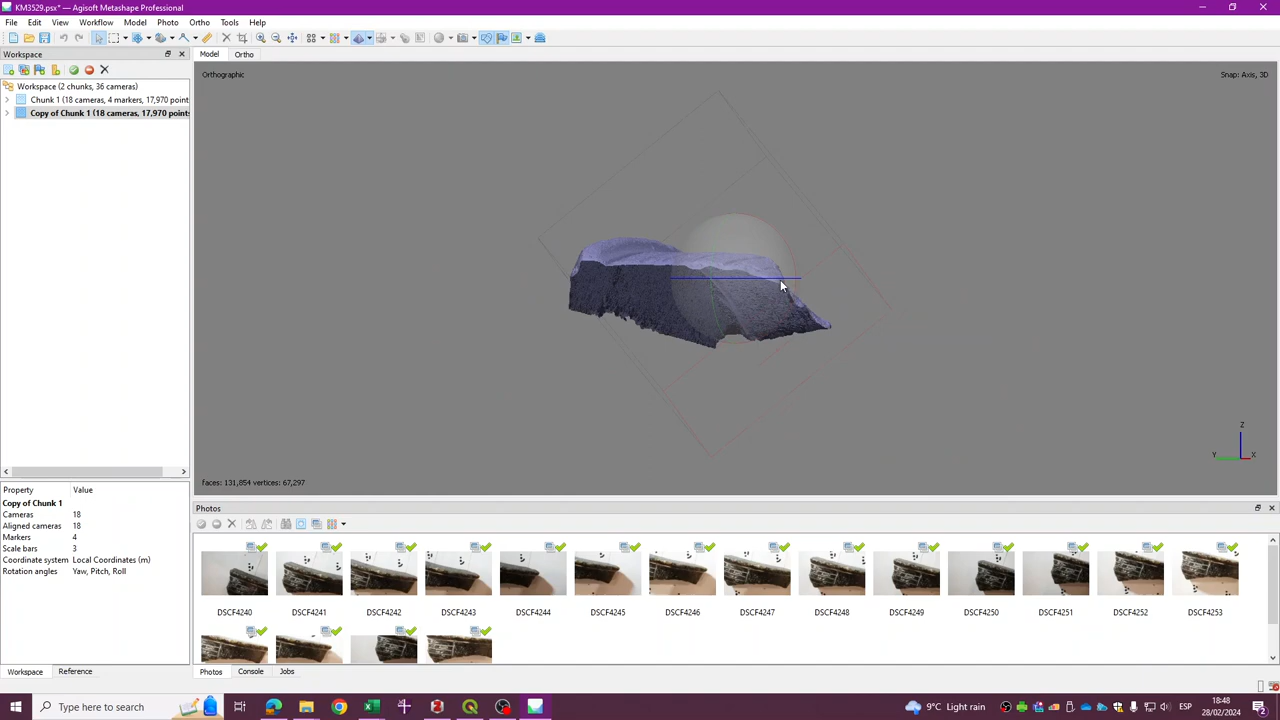 KM3529.psx* — Agisoft Metashape Professional
File Edit View Workflow Model Photo Ortho Tools Help
Workspace
Model Ortho
Orthographic
Snap: Axis, 3D
Workspace (2 chunks, 36 cameras)
Chunk 1 (18 cameras, 4 markers, 17,970 point
Copy of Chunk 1 (18 cameras, 17,970 points
Z
Y
X
faces: 131,854 vertices: 67,297
Property Value
Copy of Chunk 1
Cameras 18
Aligned cameras 18
Markers 4
Scale bars 3
Coordinate system Local Coordinates (m)
Rotation angles Yaw, Pitch, Roll
Photos
DSCF4240 DSCF4241 DSCF4242 DSCF4243 DSCF4244 DSCF4245 DSCF4246 DSCF4247 DSCF4248 DSCF4249 DSCF4250 DSCF4251 DSCF4252 DSCF4253
Workspace Reference
Photos Console Jobs
Type here to search
9°C Light rain
ESP
18:48
28/02/2024
2